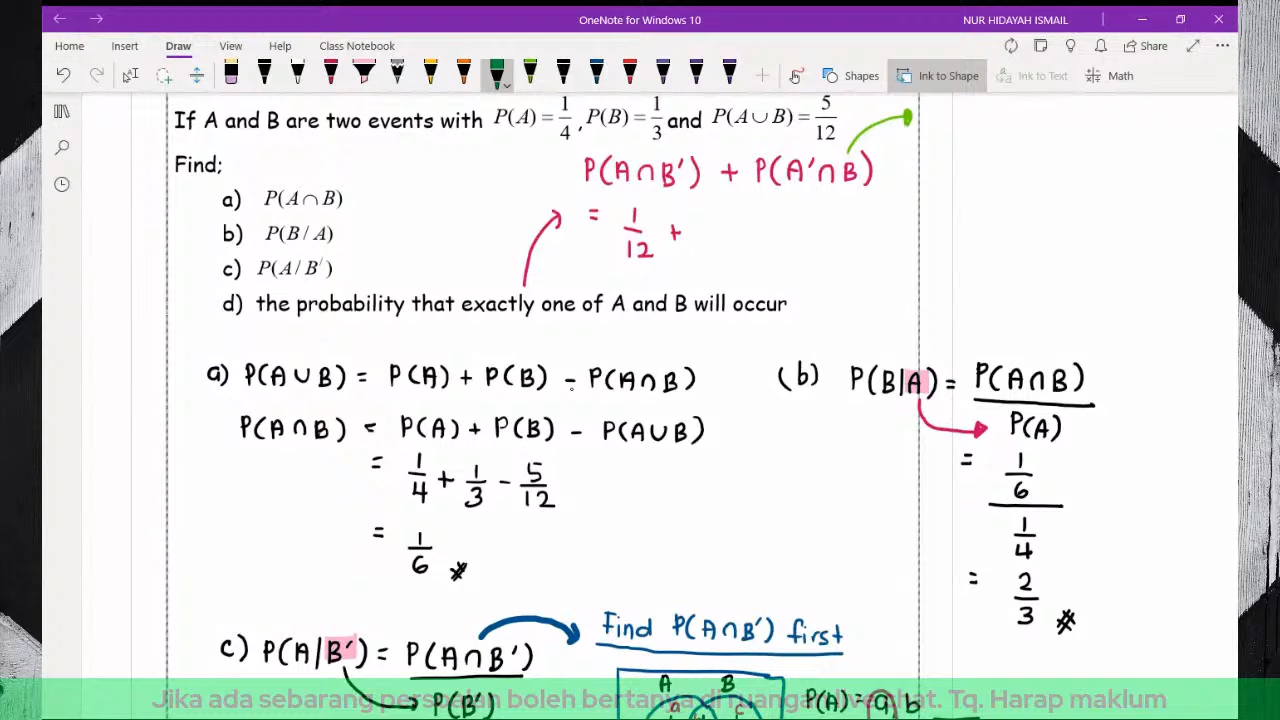 OneNote for Windows 10
NUR HIDAYAH ISMAIL
Home Insert Draw View Help Class Notebook
Share
Shapes Ink to Shape Ink to Text Math
If A and B are two events with P(A) = 1/4 , P(B) = 1/3 and P(A ∪ B) = 5/12
Find;
P(A∩B′) + P(A′∩B)
a) P(A ∩ B)
= 1/12 +
b) P(B / A)
c) P(A / B′)
d) the probability that exactly one of A and B will occur
a) P(A∪B) = P(A) + P(B) − P(A∩B)
P(A∩B) = P(A) + P(B) − P(A∪B)
= 1/4 + 1/3 − 5/12
= 1/6 *
(b) P(B|A) = P(A∩B)
P(A)
= 1/6
1/4
= 2/3 *
c) P(A|B′) = P(A∩B′)
P(B′)
Find P(A∩B′) first
A B
P(A) = a b
Jika ada sebarang persoalan boleh bertanya di ruangan live chat. Tq. Harap maklum